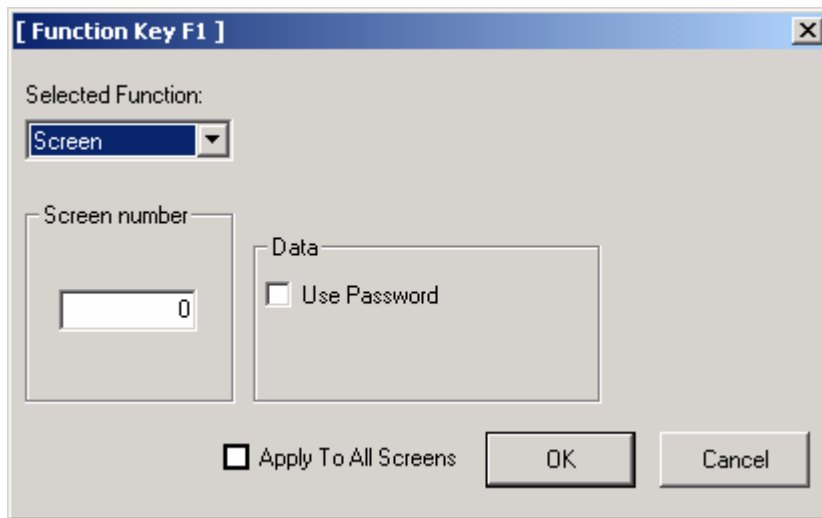 [ Function Key F1 ]
Selected Function:
Screen
Screen number
0
Data
Use Password
Apply To All Screens
OK
Cancel